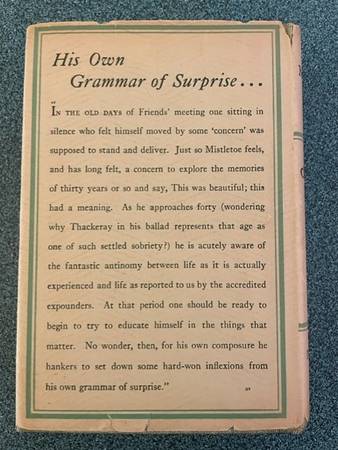 His Own
Grammar of Surprise...
"In the old days of Friends' meeting one sitting in
silence who felt himself moved by some 'concern' was
supposed to stand and deliver. Just so Mistletoe feels,
and has long felt, a concern to explore the memories
of thirty years or so and say, This was beautiful; this
had a meaning. As he approaches forty (wondering
why Thackeray in his ballad represents that age as
one of such settled sobriety?) he is acutely aware of
the fantastic antinomy between life as it is actually
experienced and life as reported to us by the accredited
expounders. At that period one should be ready to
begin to try to educate himself in the things that
matter. No wonder, then, for his own composure he
hankers to set down some hard-won inflexions from
his own grammar of surprise."